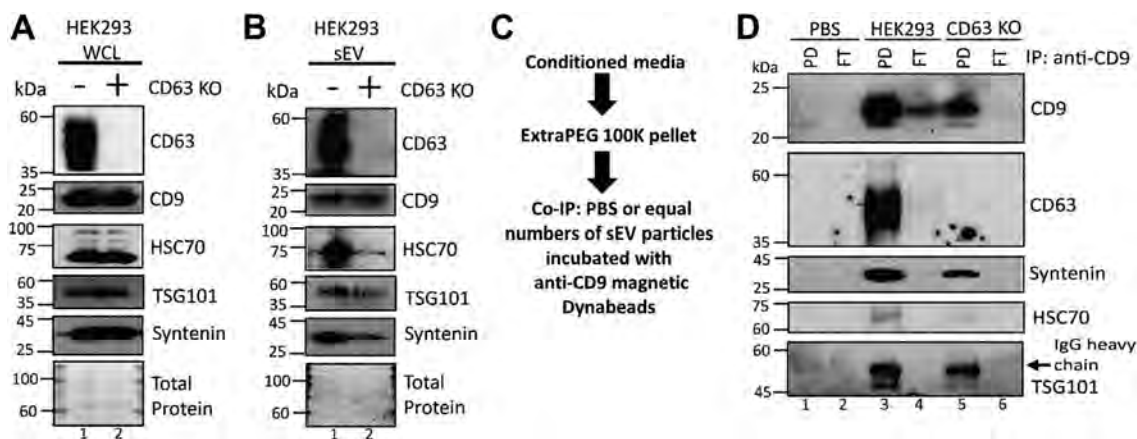 A
HEK293
WCL
kDa
- + CD63 KO
60
35
CD63
25
20
CD9
100
75
HSC70
60
35
TSG101
45
25
Syntenin
100
60
Total
Protein
1 2
B
HEK293
sEV
kDa
- + CD63 KO
60
35
CD63
25
20
CD9
100
75
HSC70
60
35
TSG101
45
25
Syntenin
100
60
Total
Protein
1 2
C
Conditioned media
ExtraPEG 100K pellet
Co-IP: PBS or equal
numbers of sEV particles
incubated with
anti-CD9 magnetic
Dynabeads
D
PBS HEK293 CD63 KO
PD FT PD FT PD FT IP: anti-CD9
kDa
25
20
CD9
60
35
CD63
45
25
Syntenin
75
60
HSC70
60
45
IgG heavy
chain
TSG101
1 2 3 4 5 6